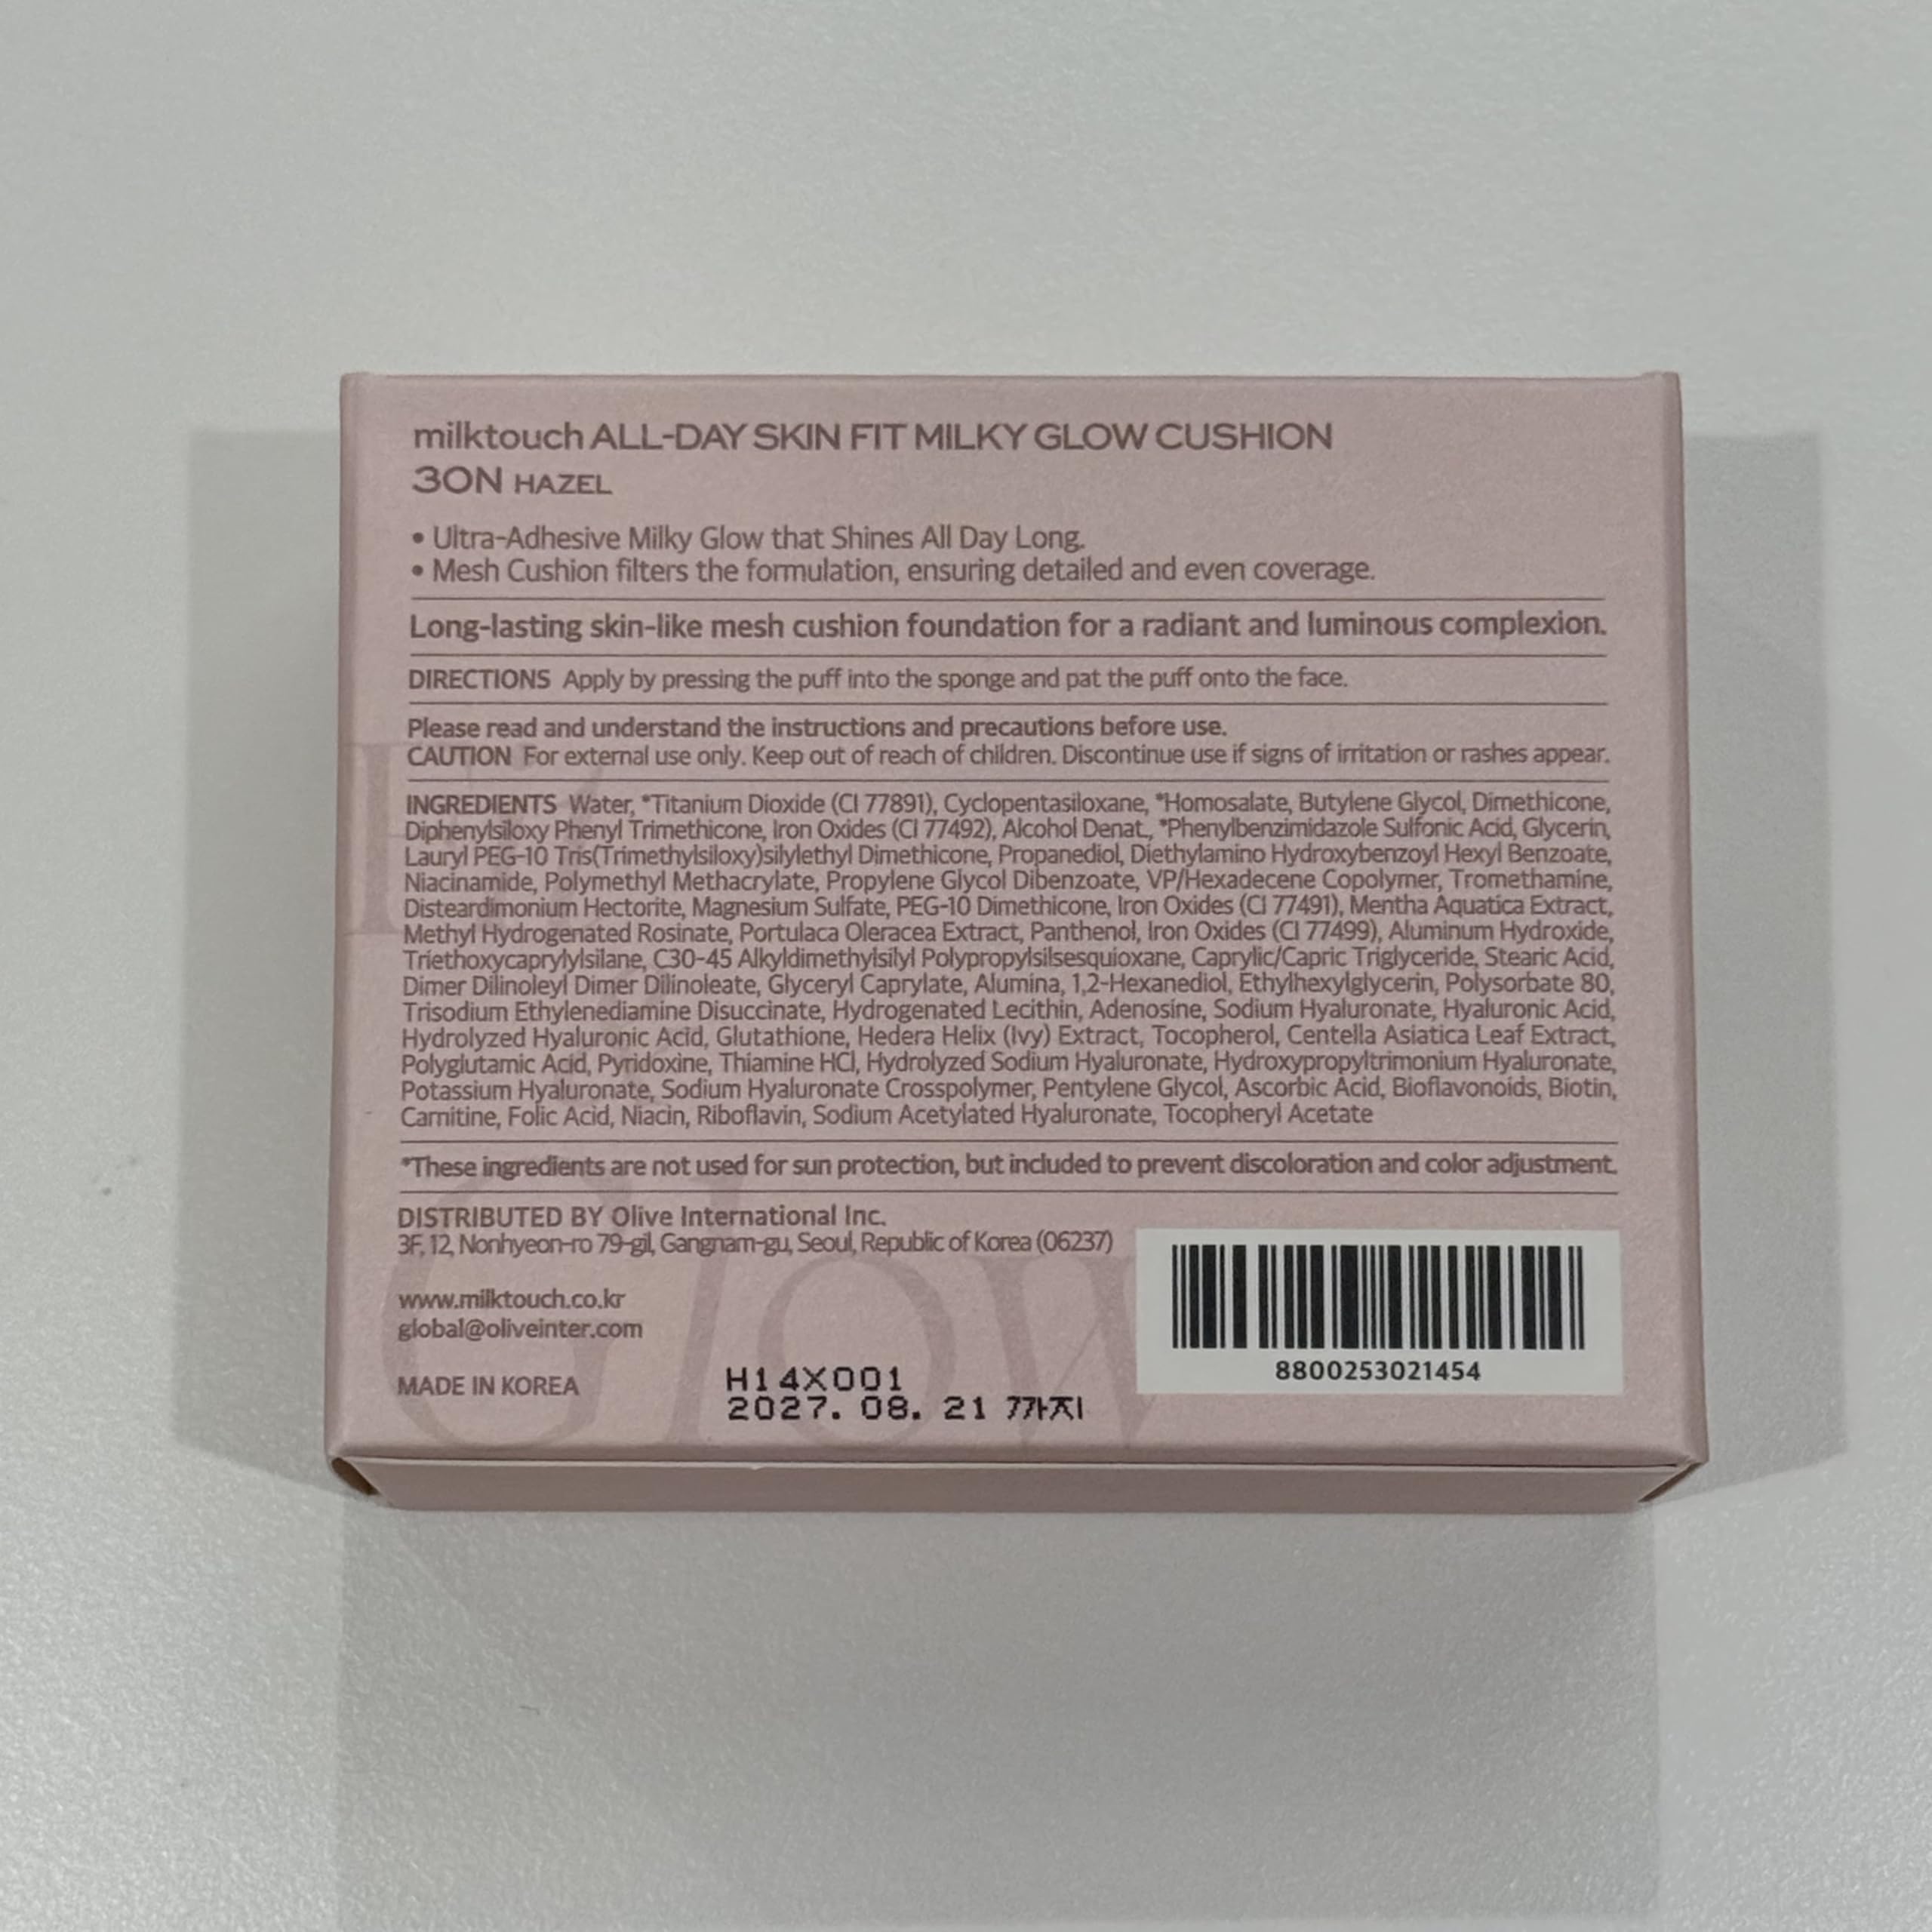 milktouch ALL-DAY SKIN FIT MILKY GLOW CUSHION
30N HAZEL
• Ultra-Adhesive Milky Glow that Shines All Day Long.
• Mesh Cushion filters the formulation, ensuring detailed and even coverage.
Long-lasting skin-like mesh cushion foundation for a radiant and luminous complexion.
DIRECTIONS Apply by pressing the puff into the sponge and pat the puff onto the face.
Please read and understand the instructions and precautions before use.
CAUTION For external use only. Keep out of reach of children. Discontinue use if signs of irritation or rashes appear.
INGREDIENTS Water, *Titanium Dioxide (CI 77891), Cyclopentasiloxane, *Homosalate, Butylene Glycol, Dimethicone,
Diphenylsiloxy Phenyl Trimethicone, Iron Oxides (CI 77492), Alcohol Denat., *Phenylbenzimidazole Sulfonic Acid, Glycerin,
Lauryl PEG-10 Tris(Trimethylsiloxy)silylethyl Dimethicone, Propanediol, Diethylamino Hydroxybenzoyl Hexyl Benzoate,
Niacinamide, Polymethyl Methacrylate, Propylene Glycol Dibenzoate, VP/Hexadecene Copolymer, Tromethamine,
Disteardimonium Hectorite, Magnesium Sulfate, PEG-10 Dimethicone, Iron Oxides (CI 77491), Mentha Aquatica Extract,
Methyl Hydrogenated Rosinate, Portulaca Oleracea Extract, Panthenol, Iron Oxides (CI 77499), Aluminum Hydroxide,
Triethoxycaprylylsilane, C30-45 Alkyldimethylsilyl Polypropylsilsesquioxane, Caprylic/Capric Triglyceride, Stearic Acid,
Dimer Dilinoleyl Dimer Dilinoleate, Glyceryl Caprylate, Alumina, 1,2-Hexanediol, Ethylhexylglycerin, Polysorbate 80,
Trisodium Ethylenediamine Disuccinate, Hydrogenated Lecithin, Adenosine, Sodium Hyaluronate, Hyaluronic Acid,
Hydrolyzed Hyaluronic Acid, Glutathione, Hedera Helix (Ivy) Extract, Tocopherol, Centella Asiatica Leaf Extract,
Polyglutamic Acid, Pyridoxine, Thiamine HCl, Hydrolyzed Sodium Hyaluronate, Hydroxypropyltrimonium Hyaluronate,
Potassium Hyaluronate, Sodium Hyaluronate Crosspolymer, Pentylene Glycol, Ascorbic Acid, Bioflavonoids, Biotin,
Carnitine, Folic Acid, Niacin, Riboflavin, Sodium Acetylated Hyaluronate, Tocopheryl Acetate
*These ingredients are not used for sun protection, but included to prevent discoloration and color adjustment.
DISTRIBUTED BY Olive International Inc.
3F, 12, Nonhyeon-ro 79-gil, Gangnam-gu, Seoul, Republic of Korea (06237)
www.milktouch.co.kr
global@oliveinter.com
MADE IN KOREA
H14X001
2027. 08. 21 까지
8800253021454
Glow